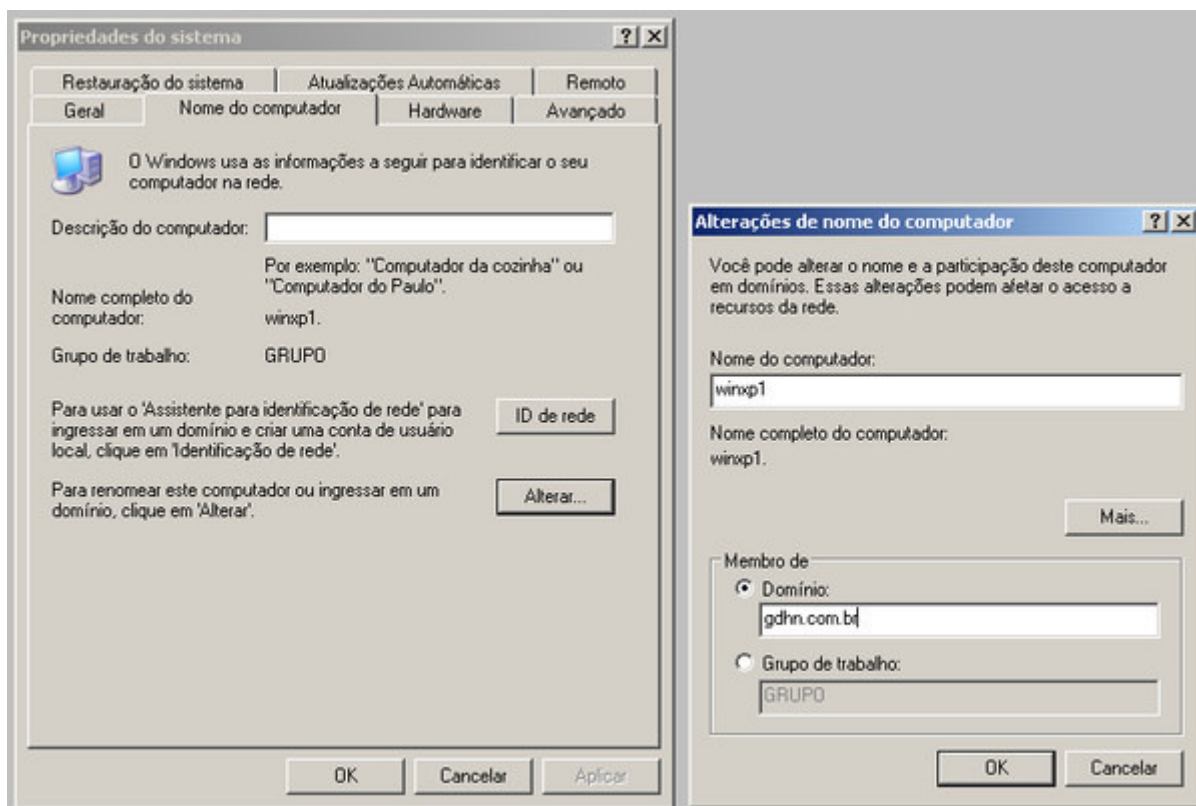 Propriedades do sistema
Restauração do sistema
Atualizações Automáticas
Remoto
Geral
Nome do computador
Hardware
Avançado
O Windows usa as informações a seguir para identificar o seu
computador na rede.
Descrição do computador:
Por exemplo: "Computador da cozinha" ou
"Computador do Paulo".
Nome completo do
computador:
winxp1.
Grupo de trabalho:
GRUPO
Para usar o 'Assistente para identificação de rede' para
ingressar em um domínio e criar uma conta de usuário
local, clique em 'Identificação de rede'.
ID de rede
Para renomear este computador ou ingressar em um
domínio, clique em 'Alterar'.
Alterar...
OK
Cancelar
Aplicar
Alterações de nome do computador
Você pode alterar o nome e a participação deste computador
em domínios. Essas alterações podem afetar o acesso a
recursos da rede.
Nome do computador:
winxp1
Nome completo do computador:
winxp1.
Mais...
Membro de
Domínio:
gdhn.com.br
Grupo de trabalho:
GRUPO
OK
Cancelar